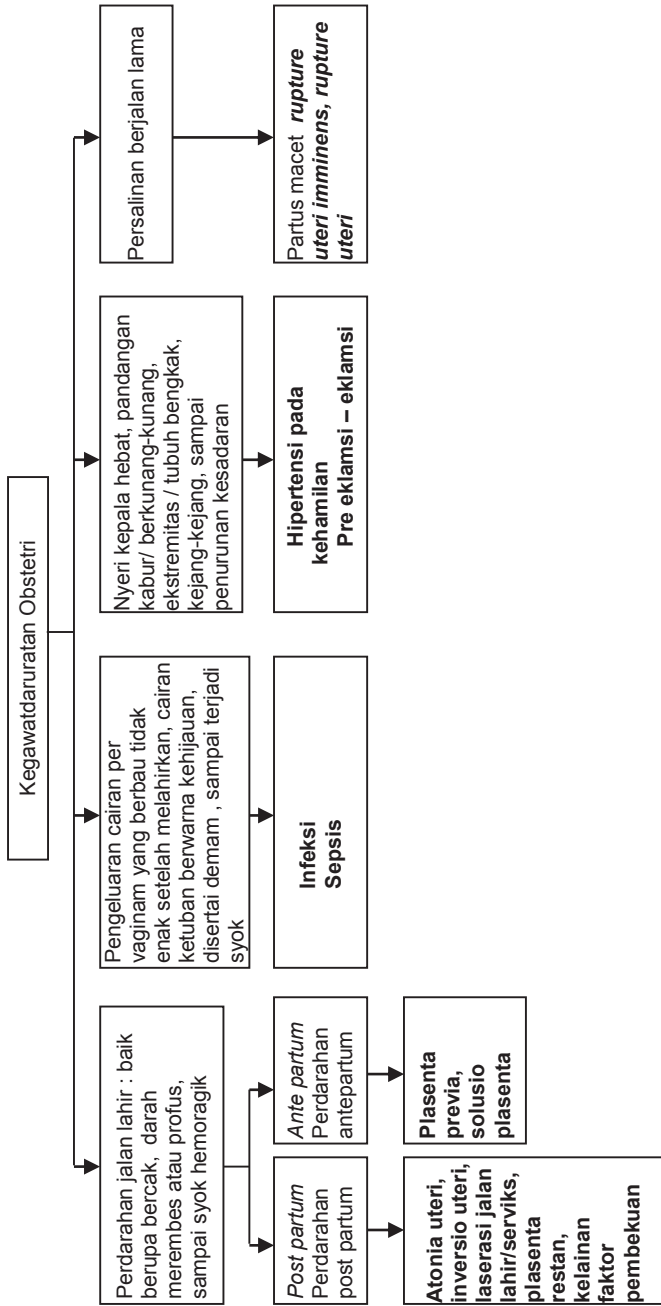 Kegawatdaruratan Obstetri
Perdarahan jalan lahir : baik
berupa bercak, darah
merembes atau profus,
sampai syok hemoragik
Pengeluaran cairan per
vaginam yang berbau tidak
enak setelah melahirkan, cairan
ketuban berwarna kehijauan,
disertai demam , sampai terjadi
syok
Nyeri kepala hebat, pandangan
kabur/ berkunang-kunang,
ekstremitas / tubuh bengkak,
kejang-kejang, sampai
penurunan kesadaran
Persalinan berjalan lama
Post partum
Perdarahan
post partum
Ante partum
Perdarahan
antepartum
Infeksi
Sepsis
Hipertensi pada
kehamilan
Pre eklamsi – eklamsi
Partus macet rupture
uteri imminens, rupture
uteri
Atonia uteri,
inversio uteri,
laserasi jalan
lahir/serviks,
plasenta
restan,
kelainan
faktor
pembekuan
Plasenta
previa,
solusio
plasenta